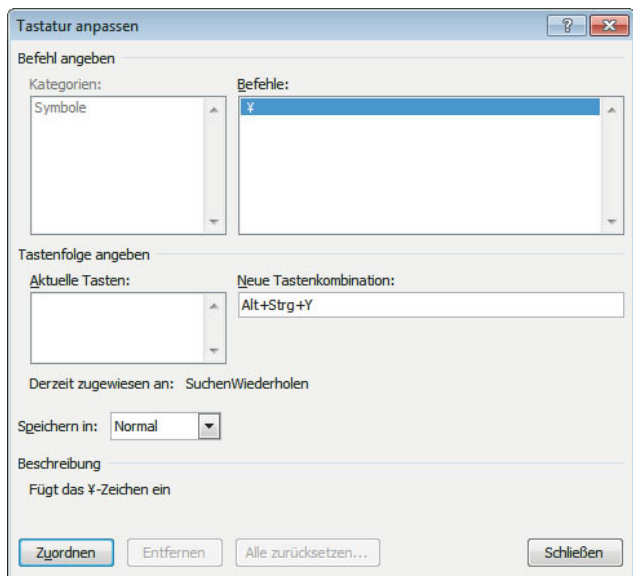 Tastatur anpassen
Befehl angeben
Kategorien:
Befehle:
Symbole
¥
Tastenfolge angeben
Aktuelle Tasten:
Neue Tastenkombination:
Alt+Strg+Y
Derzeit zugewiesen an: SuchenWiederholen
Speichern in: Normal
Beschreibung
Fügt das ¥-Zeichen ein
Zuordnen Entfernen Alle zurücksetzen... Schließen